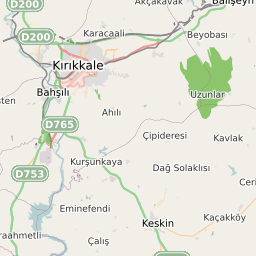 D200
Akçakavak
Balışeyh
D200
Karacaali
Beyobası
Kırıkkale
Bahşılı
Ahılı
Uzunlar
D765
Çipideresi
Kavlak
Kurşunkaya
Dağ Solaklısı
D753
Eminefendi
Keskin
Kaçakköy
Çalış